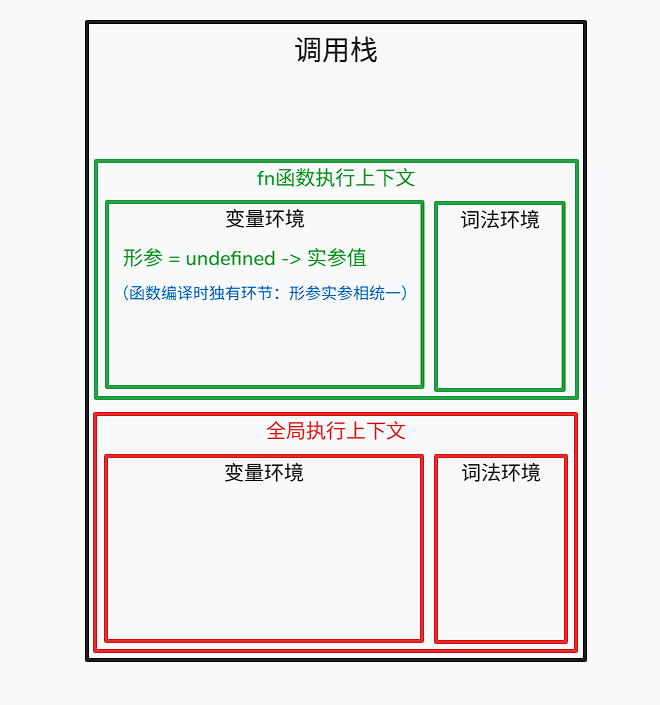 调用栈
fn函数执行上下文
变量环境
词法环境
形参 = undefined -> 实参值
（函数编译时独有环节：形参实参相统一）
全局执行上下文
变量环境
词法环境